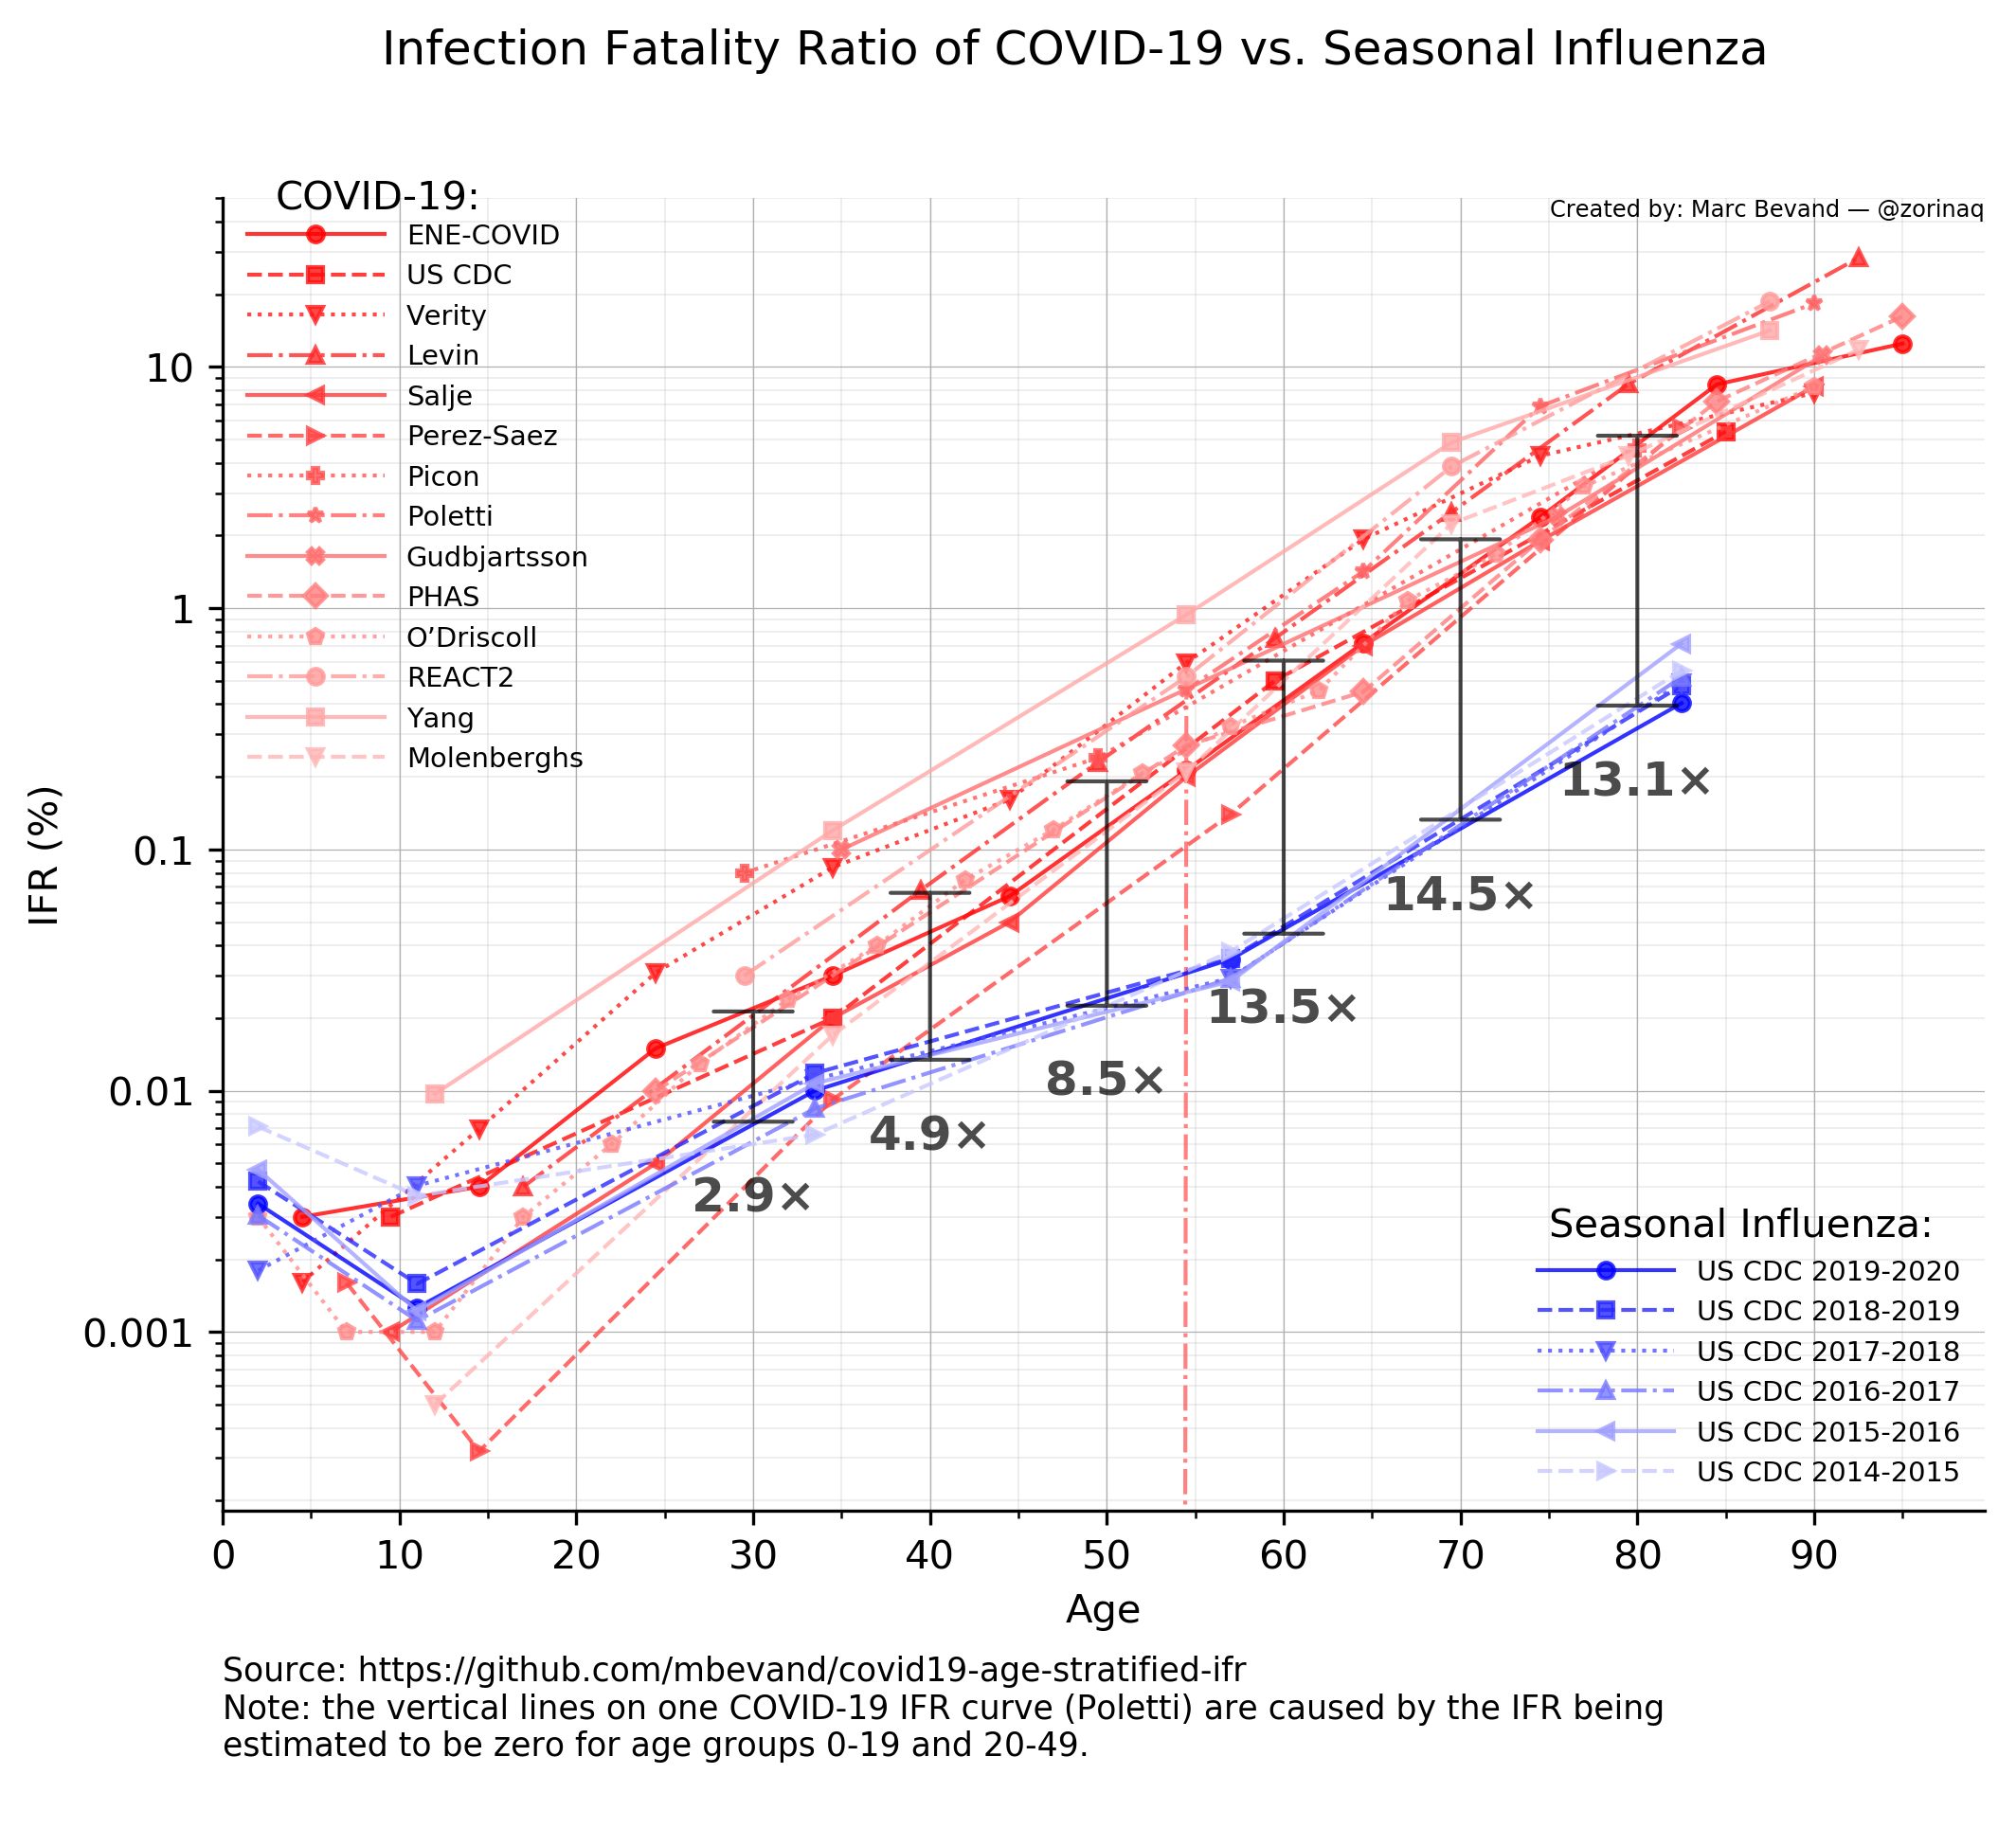 Infection Fatality Ratio of COVID-19 vs. Seasonal Influenza
COVID-19:
Created by: Marc Bevand — @zorinaq
ENE-COVID
US CDC
Verity
Levin
Salje
Perez-Saez
Picon
Poletti
Gudbjartsson
PHAS
O’Driscoll
REACT2
Yang
Molenberghs
IFR (%)
10
1
0.1
0.01
0.001
2.9×
4.9×
8.5×
13.5×
14.5×
13.1×
Seasonal Influenza:
US CDC 2019-2020
US CDC 2018-2019
US CDC 2017-2018
US CDC 2016-2017
US CDC 2015-2016
US CDC 2014-2015
0 10 20 30 40 50 60 70 80 90
Age
Source: https://github.com/mbevand/covid19-age-stratified-ifr
Note: the vertical lines on one COVID-19 IFR curve (Poletti) are caused by the IFR being
estimated to be zero for age groups 0-19 and 20-49.